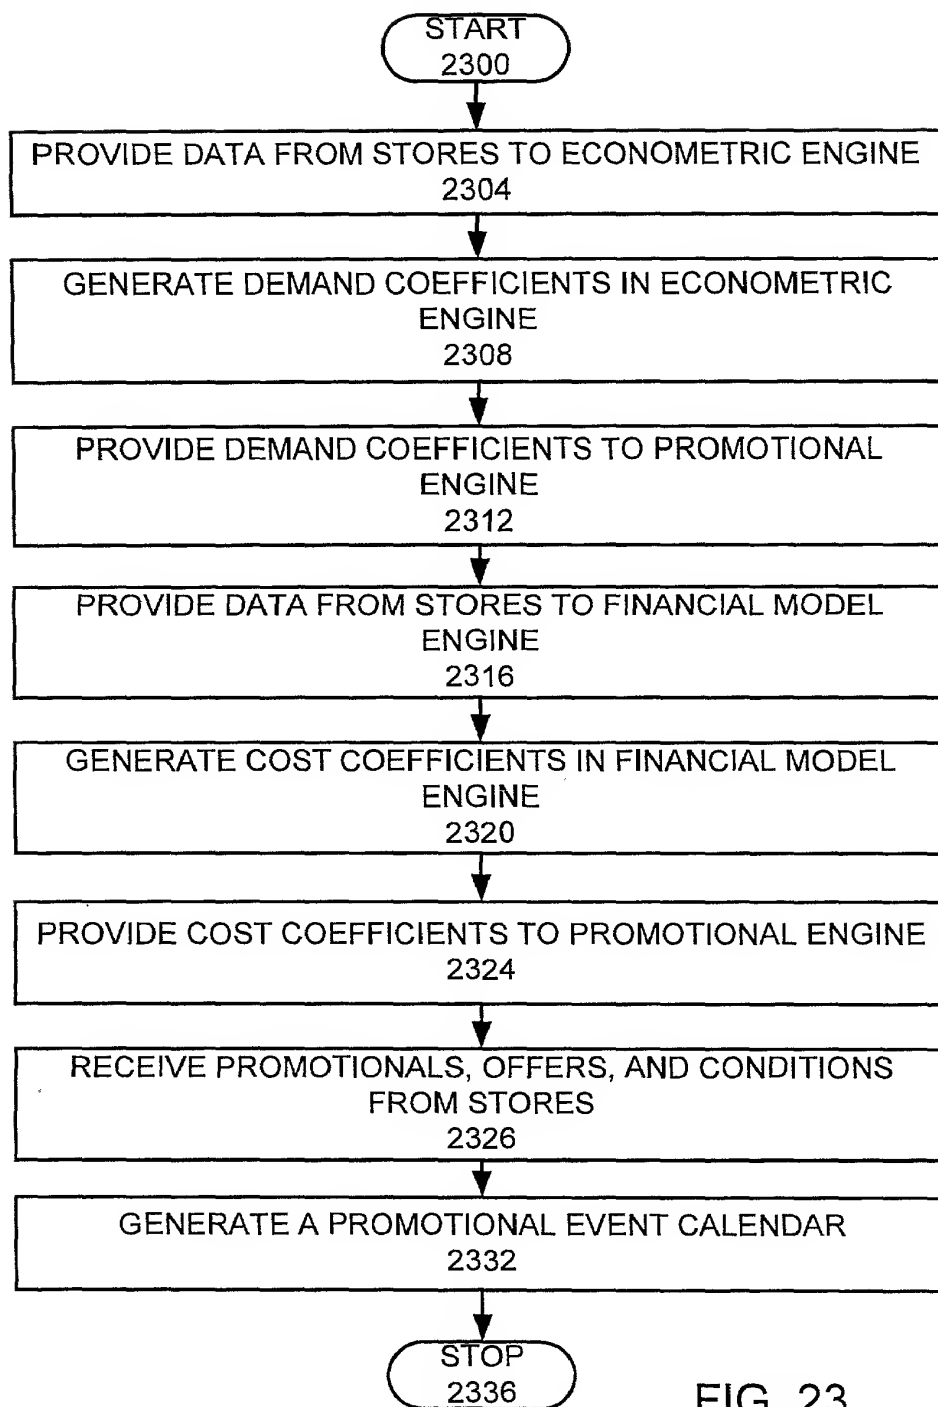 START
2300
PROVIDE DATA FROM STORES TO ECONOMETRIC ENGINE
2304
GENERATE DEMAND COEFFICIENTS IN ECONOMETRIC
ENGINE
2308
PROVIDE DEMAND COEFFICIENTS TO PROMOTIONAL
ENGINE
2312
PROVIDE DATA FROM STORES TO FINANCIAL MODEL
ENGINE
2316
GENERATE COST COEFFICIENTS IN FINANCIAL MODEL
ENGINE
2320
PROVIDE COST COEFFICIENTS TO PROMOTIONAL ENGINE
2324
RECEIVE PROMOTIONALS, OFFERS, AND CONDITIONS
FROM STORES
2326
GENERATE A PROMOTIONAL EVENT CALENDAR
2332
STOP
2336
FIG. 23